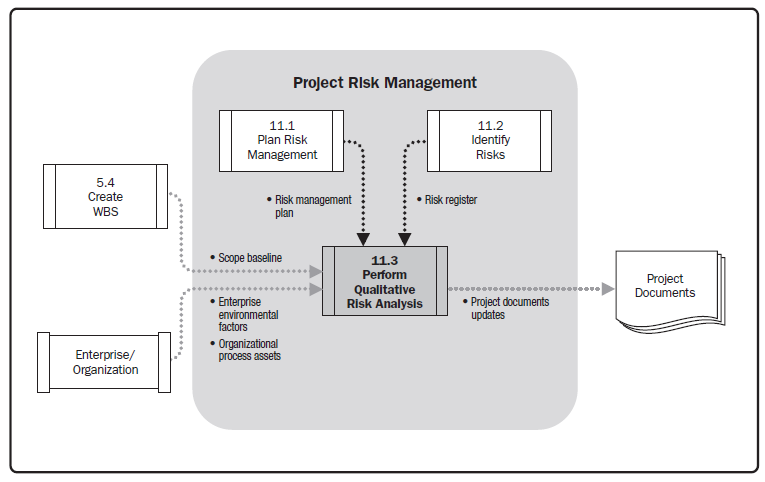 Project Risk Management
11.1
Plan Risk
Management
11.2
Identify
Risks
5.4
Create
WBS
• Risk management
plan
• Risk register
• Scope baseline
11.3
Perform
Qualitative
Risk Analysis
• Enterprise
environmental
factors
• Organizational
process assets
• Project documents
updates
Project
Documents
Enterprise/
Organization